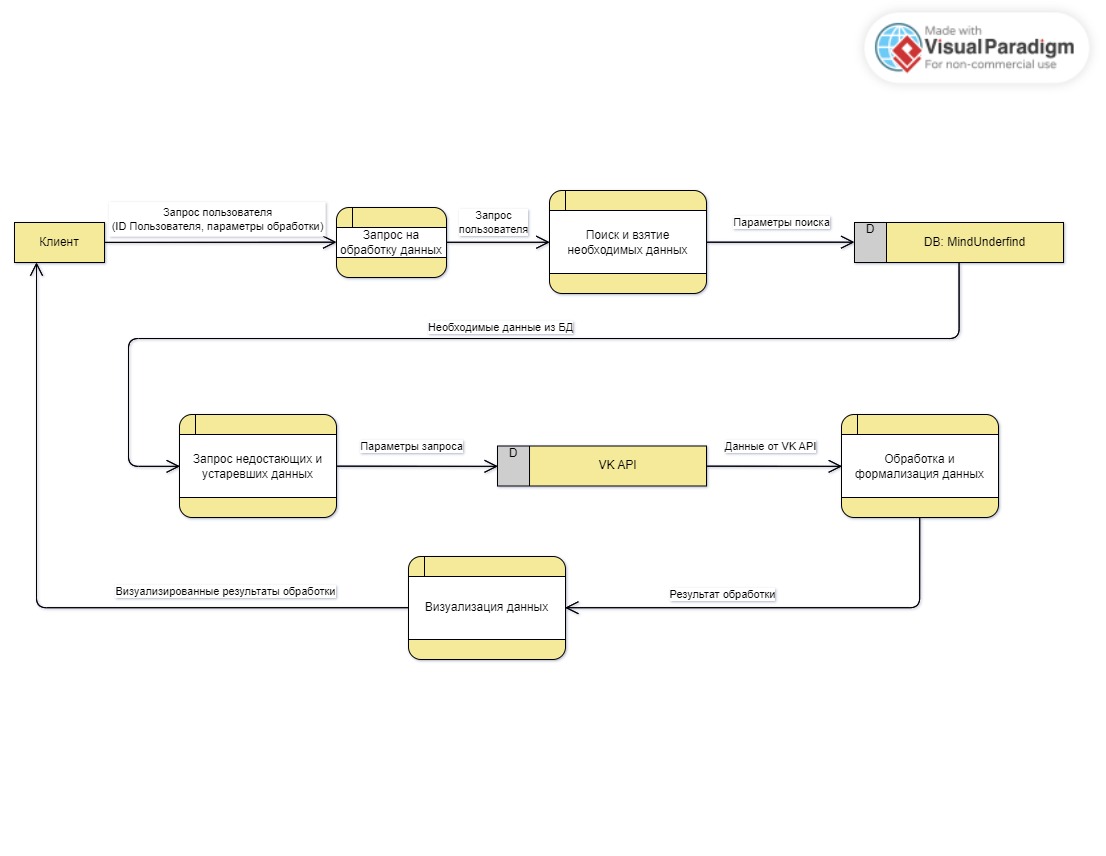 Made with
Visual Paradigm
For non-commercial use
Запрос пользователя
(ID Пользователя, параметры обработки)
Клиент
Запрос на
обработку данных
Запрос
пользователя
Поиск и взятие
необходимых данных
Параметры поиска
D
DB: MindUnderfind
Необходимые данные из БД
Запрос недостающих и
устаревших данных
Параметры запроса
D
VK API
Данные от VK API
Обработка и
формализация данных
Визуализированные результаты обработки
Визуализация данных
Результат обработки